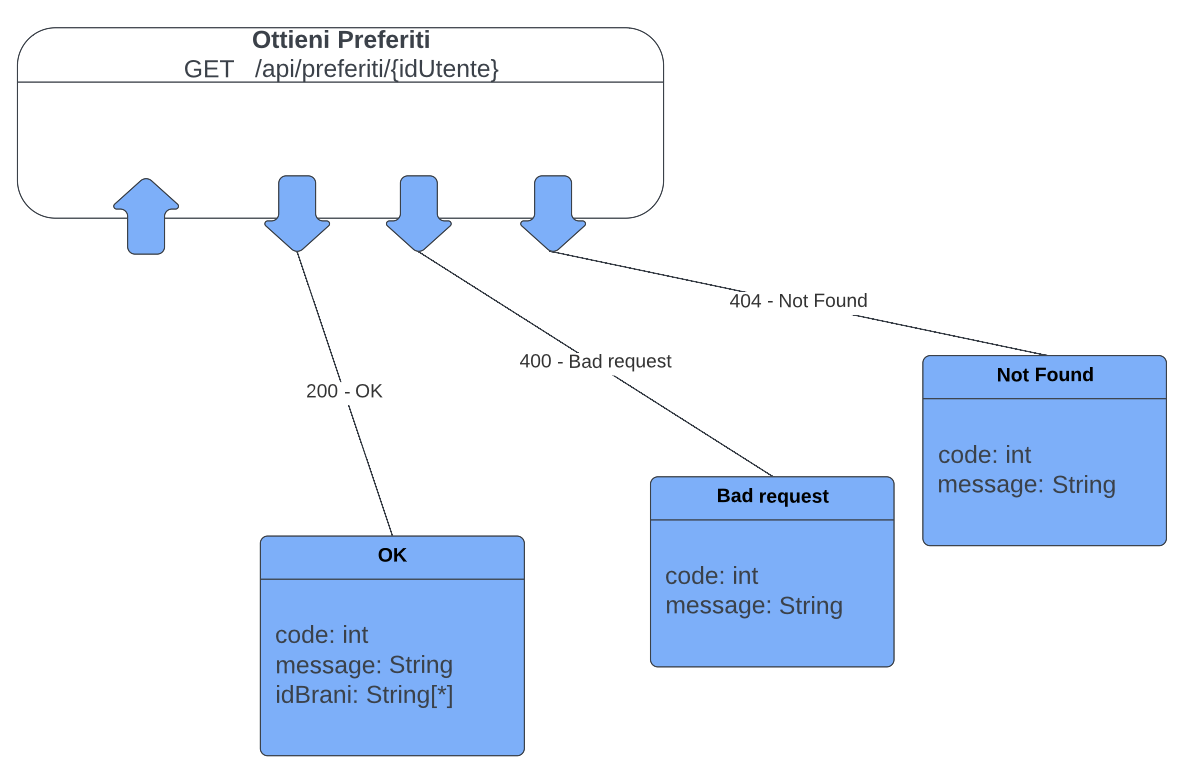 Ottieni Preferiti
GET /api/preferiti/{idUtente}
404 - Not Found
400 - Bad request
200 - OK
Not Found
code: int
message: String
Bad request
code: int
message: String
OK
code: int
message: String
idBrani: String[*]